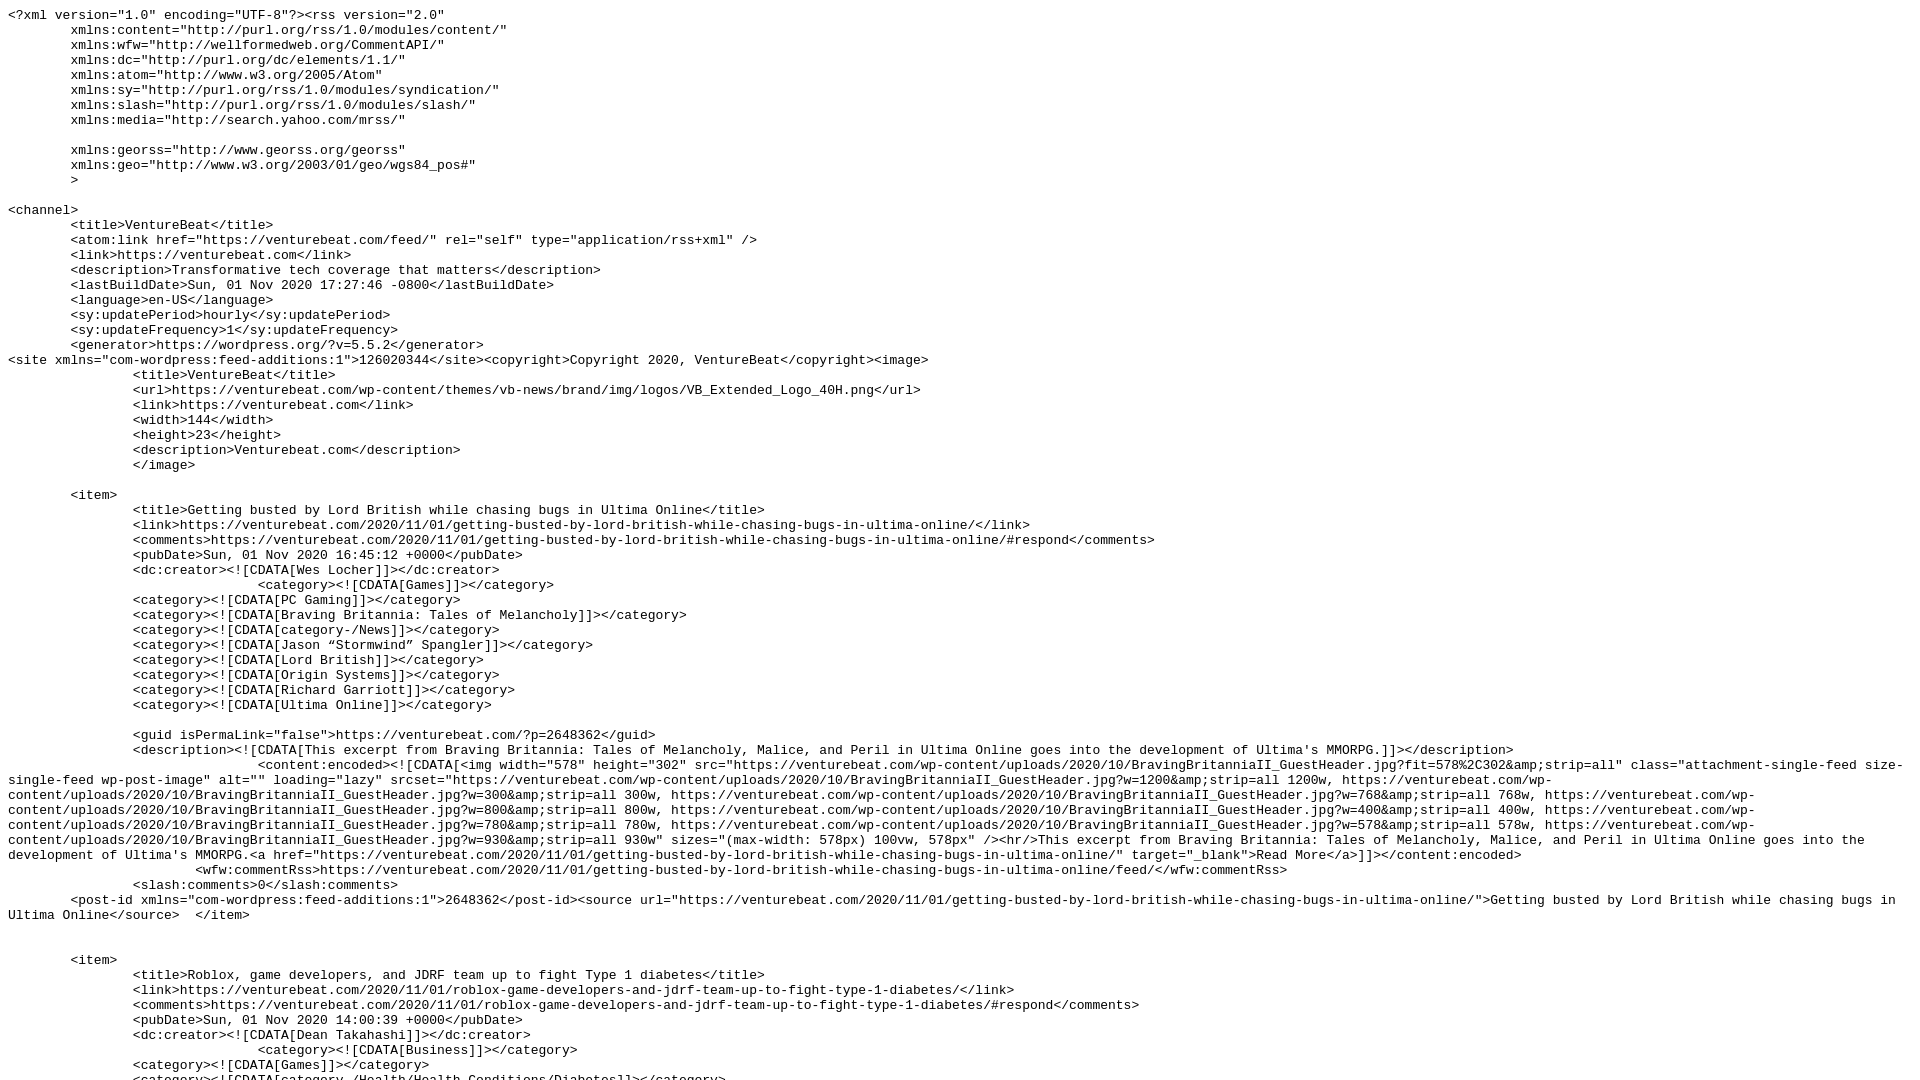 <?xml version="1.0" encoding="UTF-8"?><rss version="2.0"
xmlns:content="http://purl.org/rss/1.0/modules/content/"
xmlns:wfw="http://wellformedweb.org/CommentAPI/"
xmlns:dc="http://purl.org/dc/elements/1.1/"
xmlns:atom="http://www.w3.org/2005/Atom"
xmlns:sy="http://purl.org/rss/1.0/modules/syndication/"
xmlns:slash="http://purl.org/rss/1.0/modules/slash/"
xmlns:media="http://search.yahoo.com/mrss/"
xmlns:georss="http://www.georss.org/georss"
xmlns:geo="http://www.w3.org/2003/01/geo/wgs84_pos#"
>
<channel>
<title>VentureBeat</title>
<atom:link href="https://venturebeat.com/feed/" rel="self" type="application/rss+xml" />
<link>https://venturebeat.com</link>
<description>Transformative tech coverage that matters</description>
<lastBuildDate>Sun, 01 Nov 2020 17:27:46 -0800</lastBuildDate>
<language>en-US</language>
<sy:updatePeriod>hourly</sy:updatePeriod>
<sy:updateFrequency>1</sy:updateFrequency>
<generator>https://wordpress.org/?v=5.5.2</generator>
<site xmlns="com-wordpress:feed-additions:1">126020344</site><copyright>Copyright 2020, VentureBeat</copyright><image>
<title>VentureBeat</title>
<url>https://venturebeat.com/wp-content/themes/vb-news/brand/img/logos/VB_Extended_Logo_40H.png</url>
<link>https://venturebeat.com</link>
<width>144</width>
<height>23</height>
<description>Venturebeat.com</description>
</image>
<item>
<title>Getting busted by Lord British while chasing bugs in Ultima Online</title>
<link>https://venturebeat.com/2020/11/01/getting-busted-by-lord-british-while-chasing-bugs-in-ultima-online/</link>
<comments>https://venturebeat.com/2020/11/01/getting-busted-by-lord-british-while-chasing-bugs-in-ultima-online/#respond</comments>
<pubDate>Sun, 01 Nov 2020 16:45:12 +0000</pubDate>
<dc:creator><![CDATA[Wes Locher]]></dc:creator>
<category><![CDATA[Games]]></category>
<category><![CDATA[PC Gaming]]></category>
<category><![CDATA[Braving Britannia: Tales of Melancholy]]></category>
<category><![CDATA[category-/News]]></category>
<category><![CDATA[Jason “Stormwind” Spangler]]></category>
<category><![CDATA[Lord British]]></category>
<category><![CDATA[Origin Systems]]></category>
<category><![CDATA[Richard Garriott]]></category>
<category><![CDATA[Ultima Online]]></category>
<guid isPermaLink="false">https://venturebeat.com/?p=2648362</guid>
<description><![CDATA[This excerpt from Braving Britannia: Tales of Melancholy, Malice, and Peril in Ultima Online goes into the development of Ultima's MMORPG.]]></description>
<content:encoded><![CDATA[<img width="578" height="302" src="https://venturebeat.com/wp-content/uploads/2020/10/BravingBritanniaII_GuestHeader.jpg?fit=578%2C302&amp;strip=all" class="attachment-single-feed size-
single-feed wp-post-image" alt="" loading="lazy" srcset="https://venturebeat.com/wp-content/uploads/2020/10/BravingBritanniaII_GuestHeader.jpg?w=1200&amp;strip=all 1200w, https://venturebeat.com/wp-
content/uploads/2020/10/BravingBritanniaII_GuestHeader.jpg?w=300&amp;strip=all 300w, https://venturebeat.com/wp-content/uploads/2020/10/BravingBritanniaII_GuestHeader.jpg?w=768&amp;strip=all 768w, https://venturebeat.com/wp-
content/uploads/2020/10/BravingBritanniaII_GuestHeader.jpg?w=800&amp;strip=all 800w, https://venturebeat.com/wp-content/uploads/2020/10/BravingBritanniaII_GuestHeader.jpg?w=400&amp;strip=all 400w, https://venturebeat.com/wp-
content/uploads/2020/10/BravingBritanniaII_GuestHeader.jpg?w=780&amp;strip=all 780w, https://venturebeat.com/wp-content/uploads/2020/10/BravingBritanniaII_GuestHeader.jpg?w=578&amp;strip=all 578w, https://venturebeat.com/wp-
content/uploads/2020/10/BravingBritanniaII_GuestHeader.jpg?w=930&amp;strip=all 930w" sizes="(max-width: 578px) 100vw, 578px" /><hr/>This excerpt from Braving Britannia: Tales of Melancholy, Malice, and Peril in Ultima Online goes into the
development of Ultima's MMORPG.<a href="https://venturebeat.com/2020/11/01/getting-busted-by-lord-british-while-chasing-bugs-in-ultima-online/" target="_blank">Read More</a>]]></content:encoded>
<wfw:commentRss>https://venturebeat.com/2020/11/01/getting-busted-by-lord-british-while-chasing-bugs-in-ultima-online/feed/</wfw:commentRss>
<slash:comments>0</slash:comments>
<post-id xmlns="com-wordpress:feed-additions:1">2648362</post-id><source url="https://venturebeat.com/2020/11/01/getting-busted-by-lord-british-while-chasing-bugs-in-ultima-online/">Getting busted by Lord British while chasing bugs in
Ultima Online</source>  </item>
<item>
<title>Roblox, game developers, and JDRF team up to fight Type 1 diabetes</title>
<link>https://venturebeat.com/2020/11/01/roblox-game-developers-and-jdrf-team-up-to-fight-type-1-diabetes/</link>
<comments>https://venturebeat.com/2020/11/01/roblox-game-developers-and-jdrf-team-up-to-fight-type-1-diabetes/#respond</comments>
<pubDate>Sun, 01 Nov 2020 14:00:39 +0000</pubDate>
<dc:creator><![CDATA[Dean Takahashi]]></dc:creator>
<category><![CDATA[Business]]></category>
<category><![CDATA[Games]]></category>
<category><![CDATA[category-/Health/Health Conditions/Diabetes]]></category>